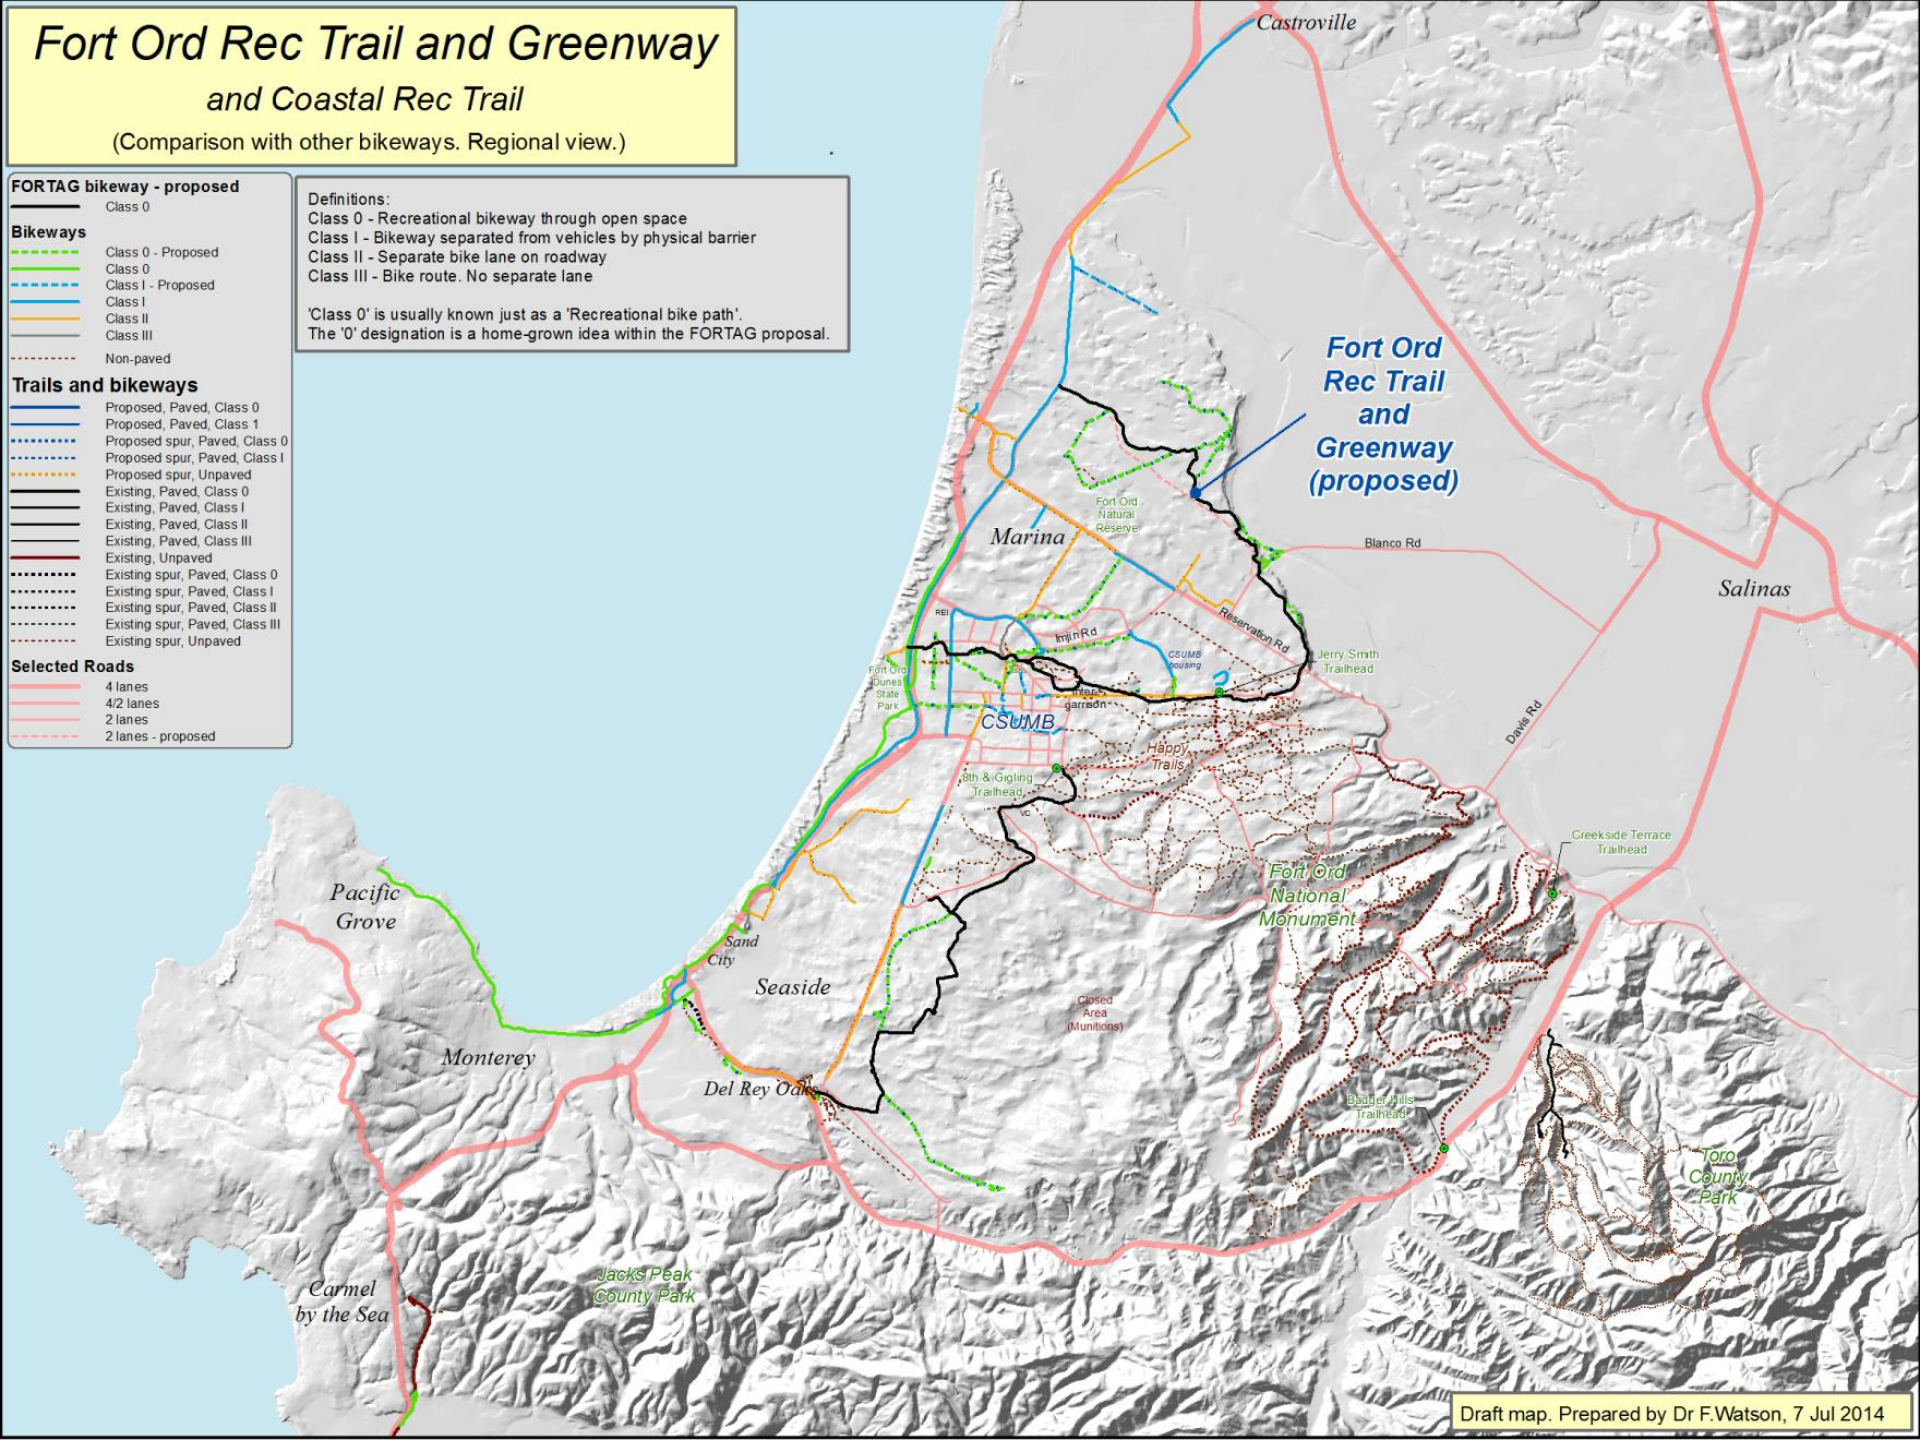 Fort Ord Rec Trail and Greenway
and Coastal Rec Trail
(Comparison with other bikeways. Regional view.)
FORTAG bikeway - proposed
Class 0
Bikeways
Class 0 - Proposed
Class 0
Class I - Proposed
Class I
Class II
Class III
Non-paved
Trails and bikeways
Proposed, Paved, Class 0
Proposed, Paved, Class 1
Proposed spur, Paved, Class 0
Proposed spur, Paved, Class I
Proposed spur, Unpaved
Existing, Paved, Class 0
Existing, Paved, Class I
Existing, Paved, Class II
Existing, Paved, Class III
Existing, Unpaved
Existing spur, Paved, Class 0
Existing spur, Paved, Class I
Existing spur, Paved, Class II
Existing spur, Paved, Class III
Existing spur, Unpaved
Selected Roads
4 lanes
4/2 lanes
2 lanes
2 lanes - proposed
Definitions:
Class 0 - Recreational bikeway through open space
Class I - Bikeway separated from vehicles by physical barrier
Class II - Separate bike lane on roadway
Class III - Bike route. No separate lane
'Class 0' is usually known just as a 'Recreational bike path'.
The '0' designation is a home-grown idea within the FORTAG proposal.
Castroville
Fort Ord
Rec Trail
and
Greenway
(proposed)
Fort Ord
Natural
Reserve
Marina
Blanco Rd
Salinas
REI
Reservation Rd
Imjin Rd
CSUMB
housing
Jerry Smith
Trailhead
Fort Ord
Dunes
State
Park
Inter-
garrison
CSUMB
Davis Rd
Happy
Trails
8th & Gigling
Trailhead
VC
Creekside Terrace
Trailhead
Fort Ord
National
Monument
Pacific
Grove
Sand
City
Seaside
Closed
Area
(Munitions)
Monterey
Del Rey Oaks
Badger Hills
Trailhead
Toro
County
Park
Jacks Peak
County Park
Carmel
by the Sea
Draft map. Prepared by Dr F.Watson, 7 Jul 2014